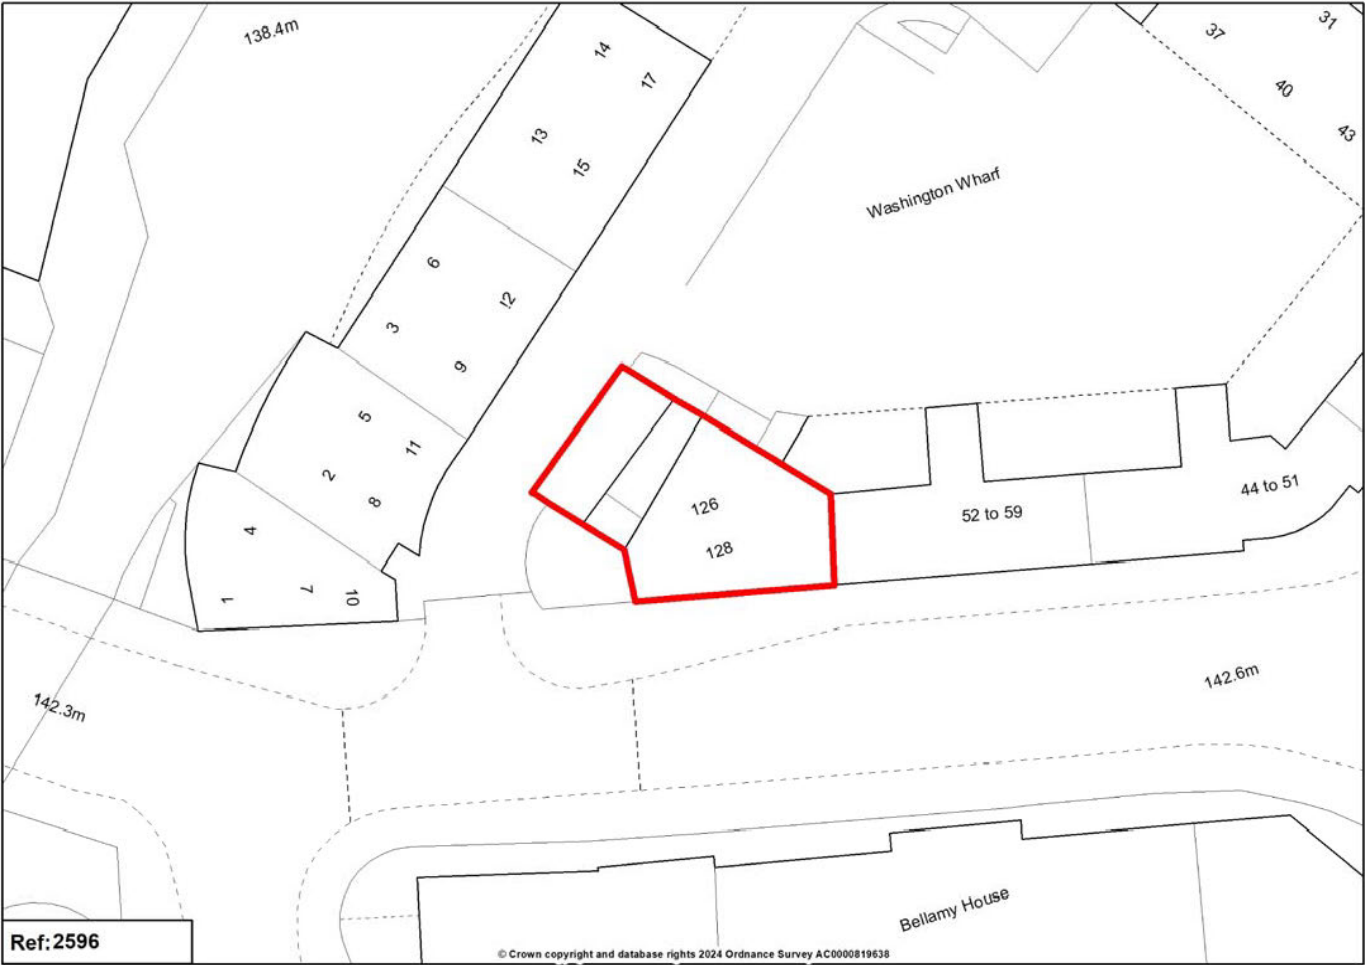 138.4m
14
17
31
37
40
43
13
15
Washington Wharf
6
12
3
9
5
11
2
8
4
1
7
10
126
128
52 to 59
44 to 51
142.3m
142.6m
Bellamy House
Ref:2596
© Crown copyright and database rights 2024 Ordnance Survey AC0000819638